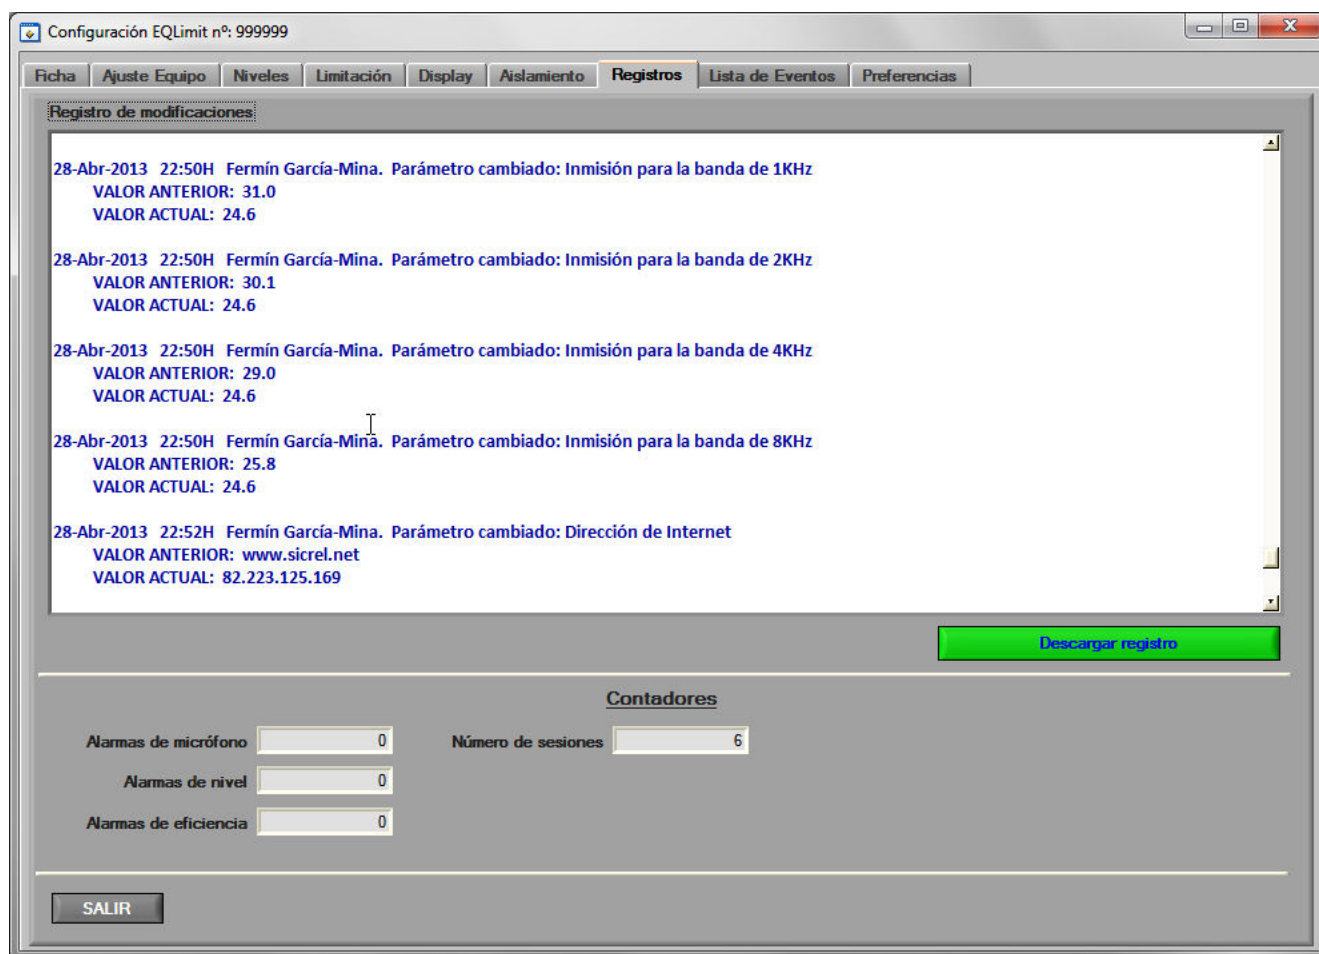 Configuración EQLimit nº: 999999
Ficha Ajuste Equipo Niveles Limitación Display Aislamiento Registros Lista de Eventos Preferencias
Registro de modificaciones
28-Abr-2013 22:50H Fermín García-Mina. Parámetro cambiado: Inmisión para la banda de 1KHz
VALOR ANTERIOR: 31.0
VALOR ACTUAL: 24.6
28-Abr-2013 22:50H Fermín García-Mina. Parámetro cambiado: Inmisión para la banda de 2KHz
VALOR ANTERIOR: 30.1
VALOR ACTUAL: 24.6
28-Abr-2013 22:50H Fermín García-Mina. Parámetro cambiado: Inmisión para la banda de 4KHz
VALOR ANTERIOR: 29.0
VALOR ACTUAL: 24.6
28-Abr-2013 22:50H Fermín García-Mina. Parámetro cambiado: Inmisión para la banda de 8KHz
VALOR ANTERIOR: 25.8
VALOR ACTUAL: 24.6
28-Abr-2013 22:52H Fermín García-Mina. Parámetro cambiado: Dirección de Internet
VALOR ANTERIOR: www.sicrel.net
VALOR ACTUAL: 82.223.125.169
Descargar registro
Contadores
Alarmas de micrófono 0 Número de sesiones 6
Alarmas de nivel 0
Alarmas de eficiencia 0
SALIR